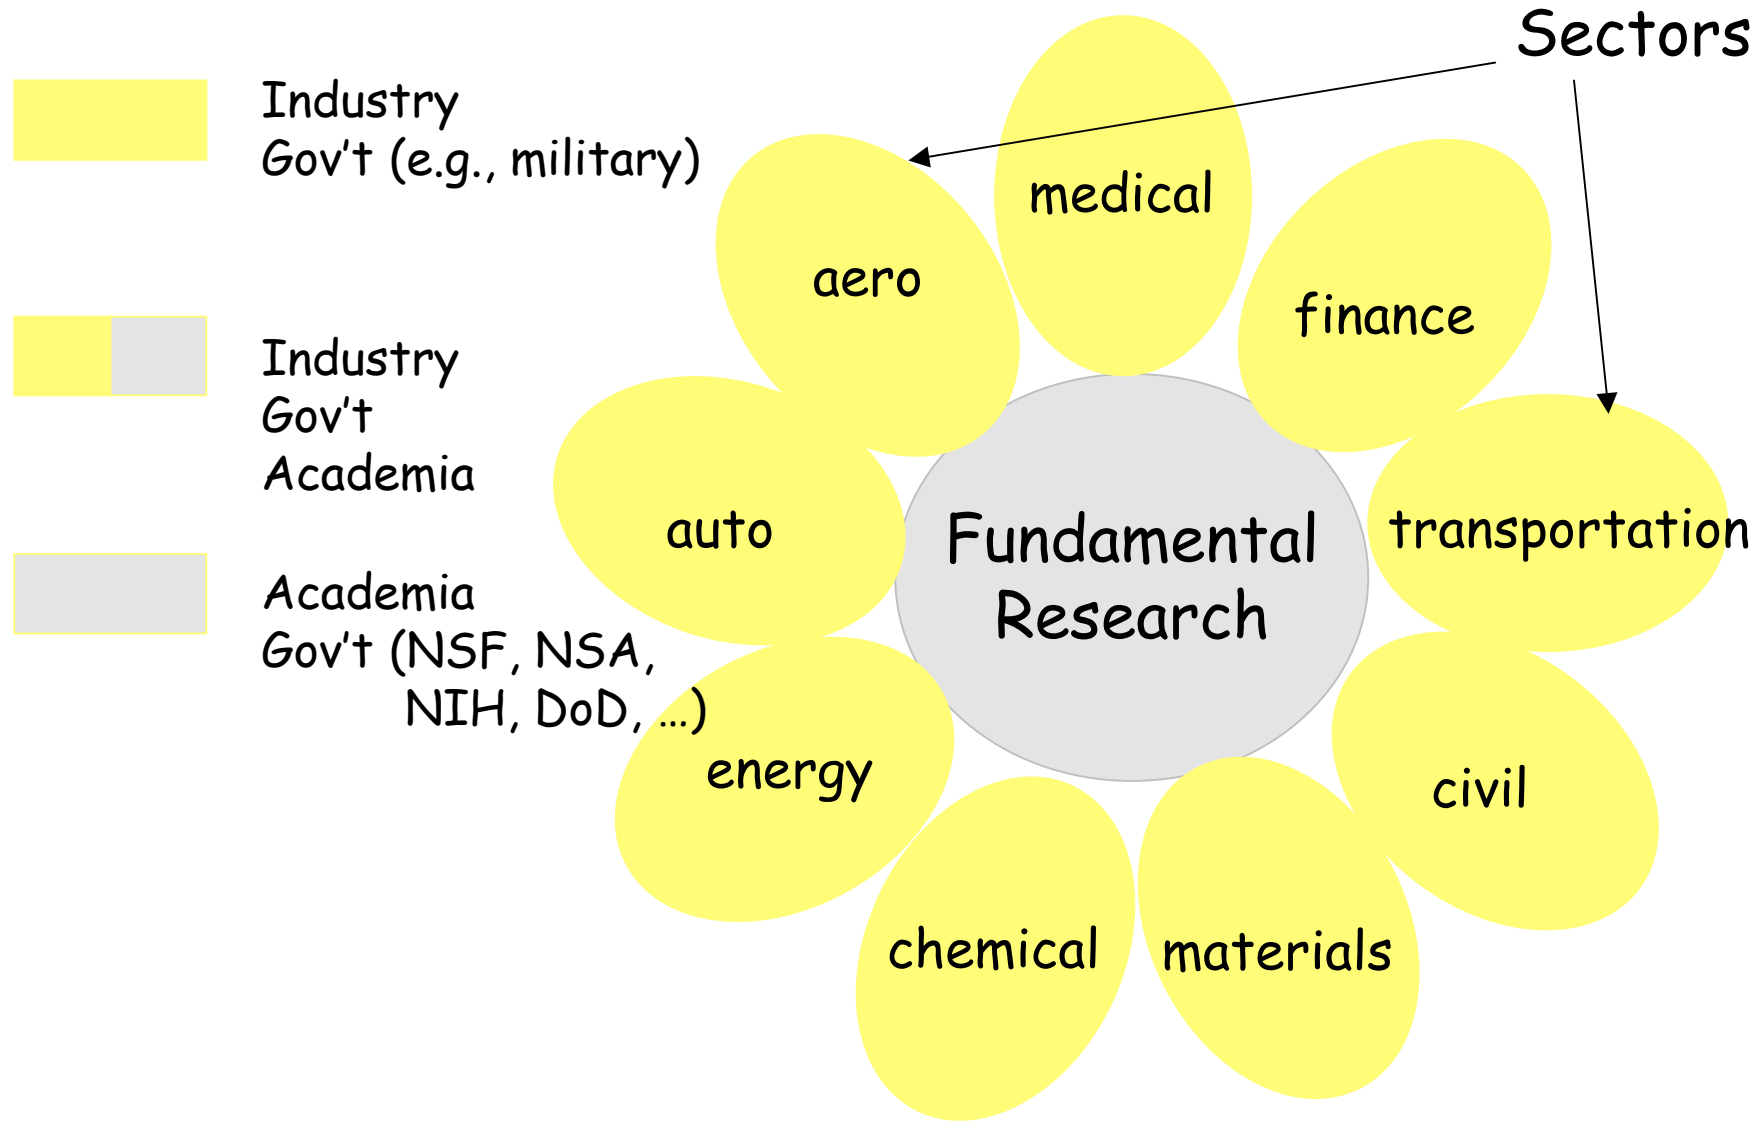 Sectors
Industry
Gov't (e.g., military)
Industry
Gov't
Academia
Academia
Gov't (NSF, NSA,
NIH, DoD, ...)
medical
aero
finance
auto
transportation
Fundamental
Research
energy
civil
chemical
materials